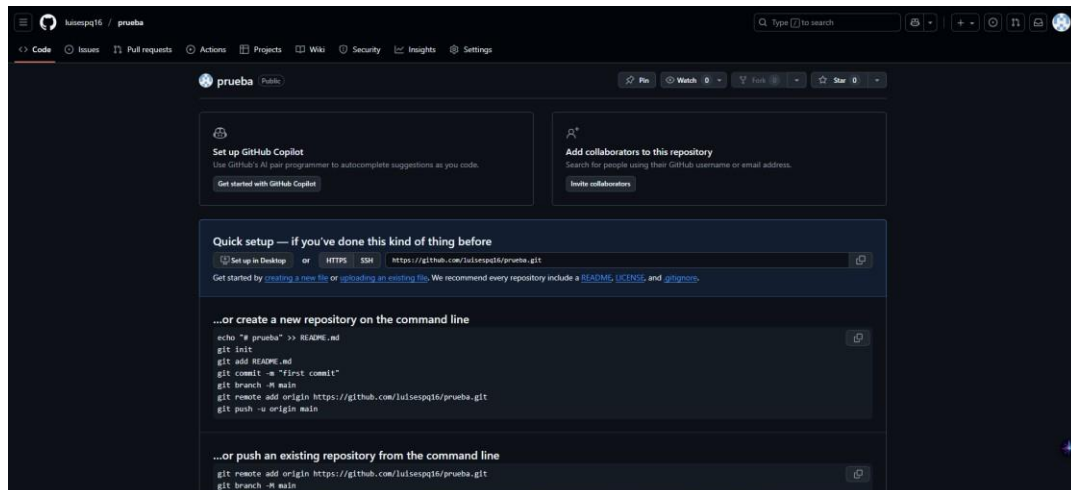 luisespq16 / prueba
Type / to search
Code Issues Pull requests Actions Projects Wiki Security Insights Settings
prueba Public
Pin Watch 0 Fork 0 Star 0
Set up GitHub Copilot
Use GitHub's AI pair programmer to autocomplete suggestions as you code.
Get started with GitHub Copilot
Add collaborators to this repository
Search for people using their GitHub username or email address.
Invite collaborators
Quick setup — if you've done this kind of thing before
Set up in Desktop or HTTPS SSH https://github.com/luisespq16/prueba.git
Get started by creating a new file or uploading an existing file. We recommend every repository include a README, LICENSE, and .gitignore.
...or create a new repository on the command line
echo "# prueba" >> README.md
git init
git add README.md
git commit -m "first commit"
git branch -M main
git remote add origin https://github.com/luisespq16/prueba.git
git push -u origin main
...or push an existing repository from the command line
git remote add origin https://github.com/luisespq16/prueba.git
git branch -M main